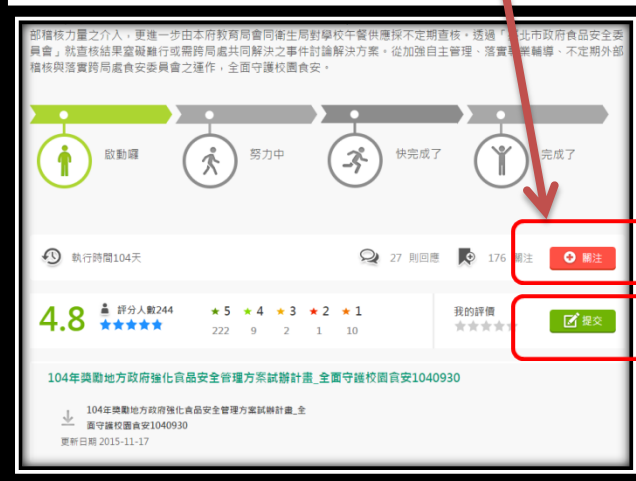 部稽核力量之介入，更進一步由本府教育局會同衛生局對學校午餐供應採不定期查核。透過「
北市政府食品安全委
員會」就查核結果窒礙難行或需跨局處共同解決之事件討論解決方案。從加強自主管理、落實
業輔導、不定期外部
稽核與落實跨局處食安委員會之運作，全面守護校園食安。
啟動囉
努力中
快完成了
完成了
執行時間104天
27 則回應
176
關注
評分人數244
4.8
★ 5 ★ 4 ★ 3 ★ 2 ★ 1
222 9 2 1 10
我的評價
提交
104年獎勵地方政府強化食品安全管理方案試辦計畫_全面守護校園食安1040930
104年獎勵地方政府強化食品安全管理方案試辦計畫_全
面守護校園食安1040930
更新日期 2015-11-17